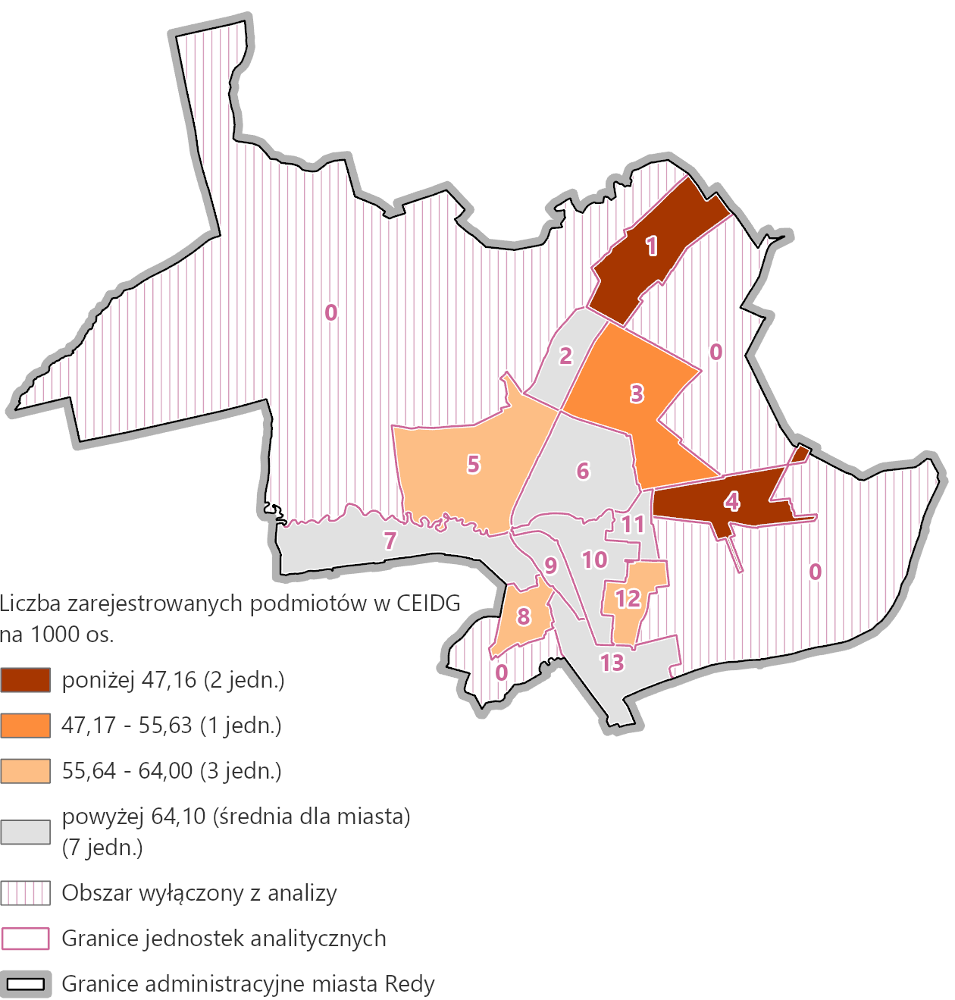 1
0
2
0
3
5
6
4
11
7
10
9
0
12
8
13
0
Liczba zarejestrowanych podmiotów w CEIDG
na 1000 os.
poniżej 47,16 (2 jedn.)
47,17 - 55,63 (1 jedn.)
55,64 - 64,00 (3 jedn.)
powyżej 64,10 (średnia dla miasta)
(7 jedn.)
Obszar wyłączony z analizy
Granice jednostek analitycznych
Granice administracyjne miasta Redy